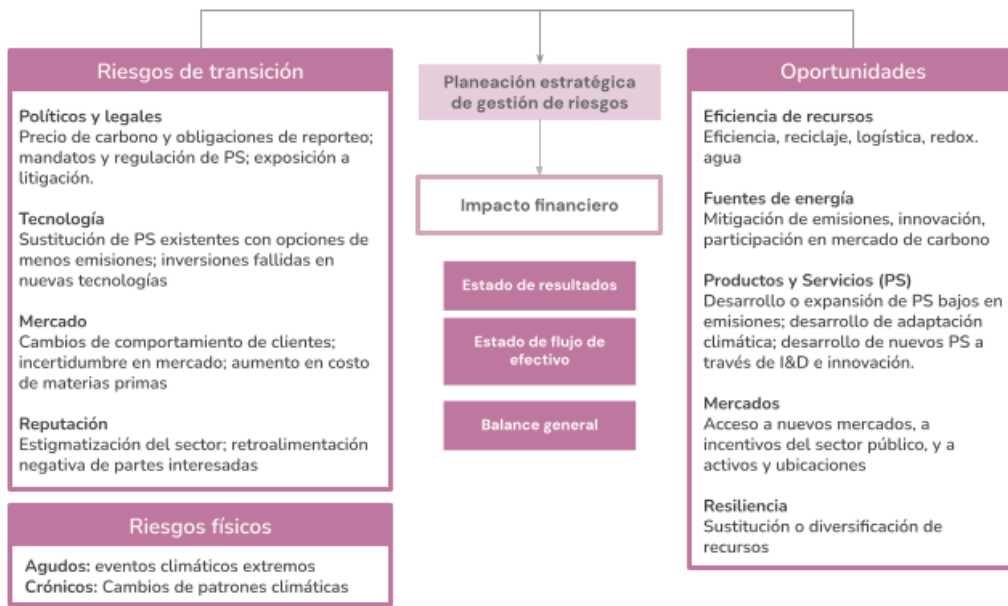 Riesgos de transición
Políticos y legales
Precio de carbono y obligaciones de reporteo;
mandatos y regulación de PS; exposición a
litigación.
Tecnología
Sustitución de PS existentes con opciones de
menos emisiones; inversiones fallidas en
nuevas tecnologías
Mercado
Cambios de comportamiento de clientes;
incertidumbre en mercado; aumento en costo
de materias primas
Reputación
Estigmatización del sector; retroalimentación
negativa de partes interesadas
Riesgos físicos
Agudos: eventos climáticos extremos
Crónicos: Cambios de patrones climáticas
Planeación estratégica
de gestión de riesgos
Impacto financiero
Estado de resultados
Estado de flujo de
efectivo
Balance general
Oportunidades
Eficiencia de recursos
Eficiencia, reciclaje, logística, redox.
agua
Fuentes de energía
Mitigación de emisiones, innovación,
participación en mercado de carbono
Productos y Servicios (PS)
Desarrollo o expansión de PS bajos en
emisiones; desarrollo de adaptación
climática; desarrollo de nuevos PS a
través de I&D e innovación.
Mercados
Acceso a nuevos mercados, a
incentivos del sector público, y a
activos y ubicaciones
Resiliencia
Sustitución o diversificación de
recursos